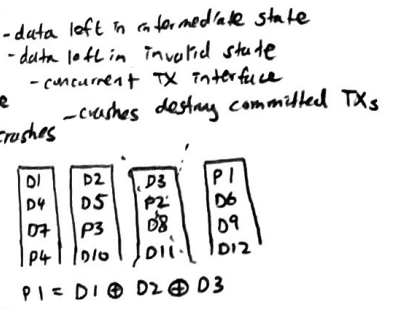 - data left in intermediate state
- data left in invalid state
- concurrent TX interface
e
- crashes destroy committed TXs
crashes
D1 D2 D3 P1
D4 D5 P2 D6
D7 P3 D8 D9
P4 D10 D11 D12
P1 = D1 ⊕ D2 ⊕ D3